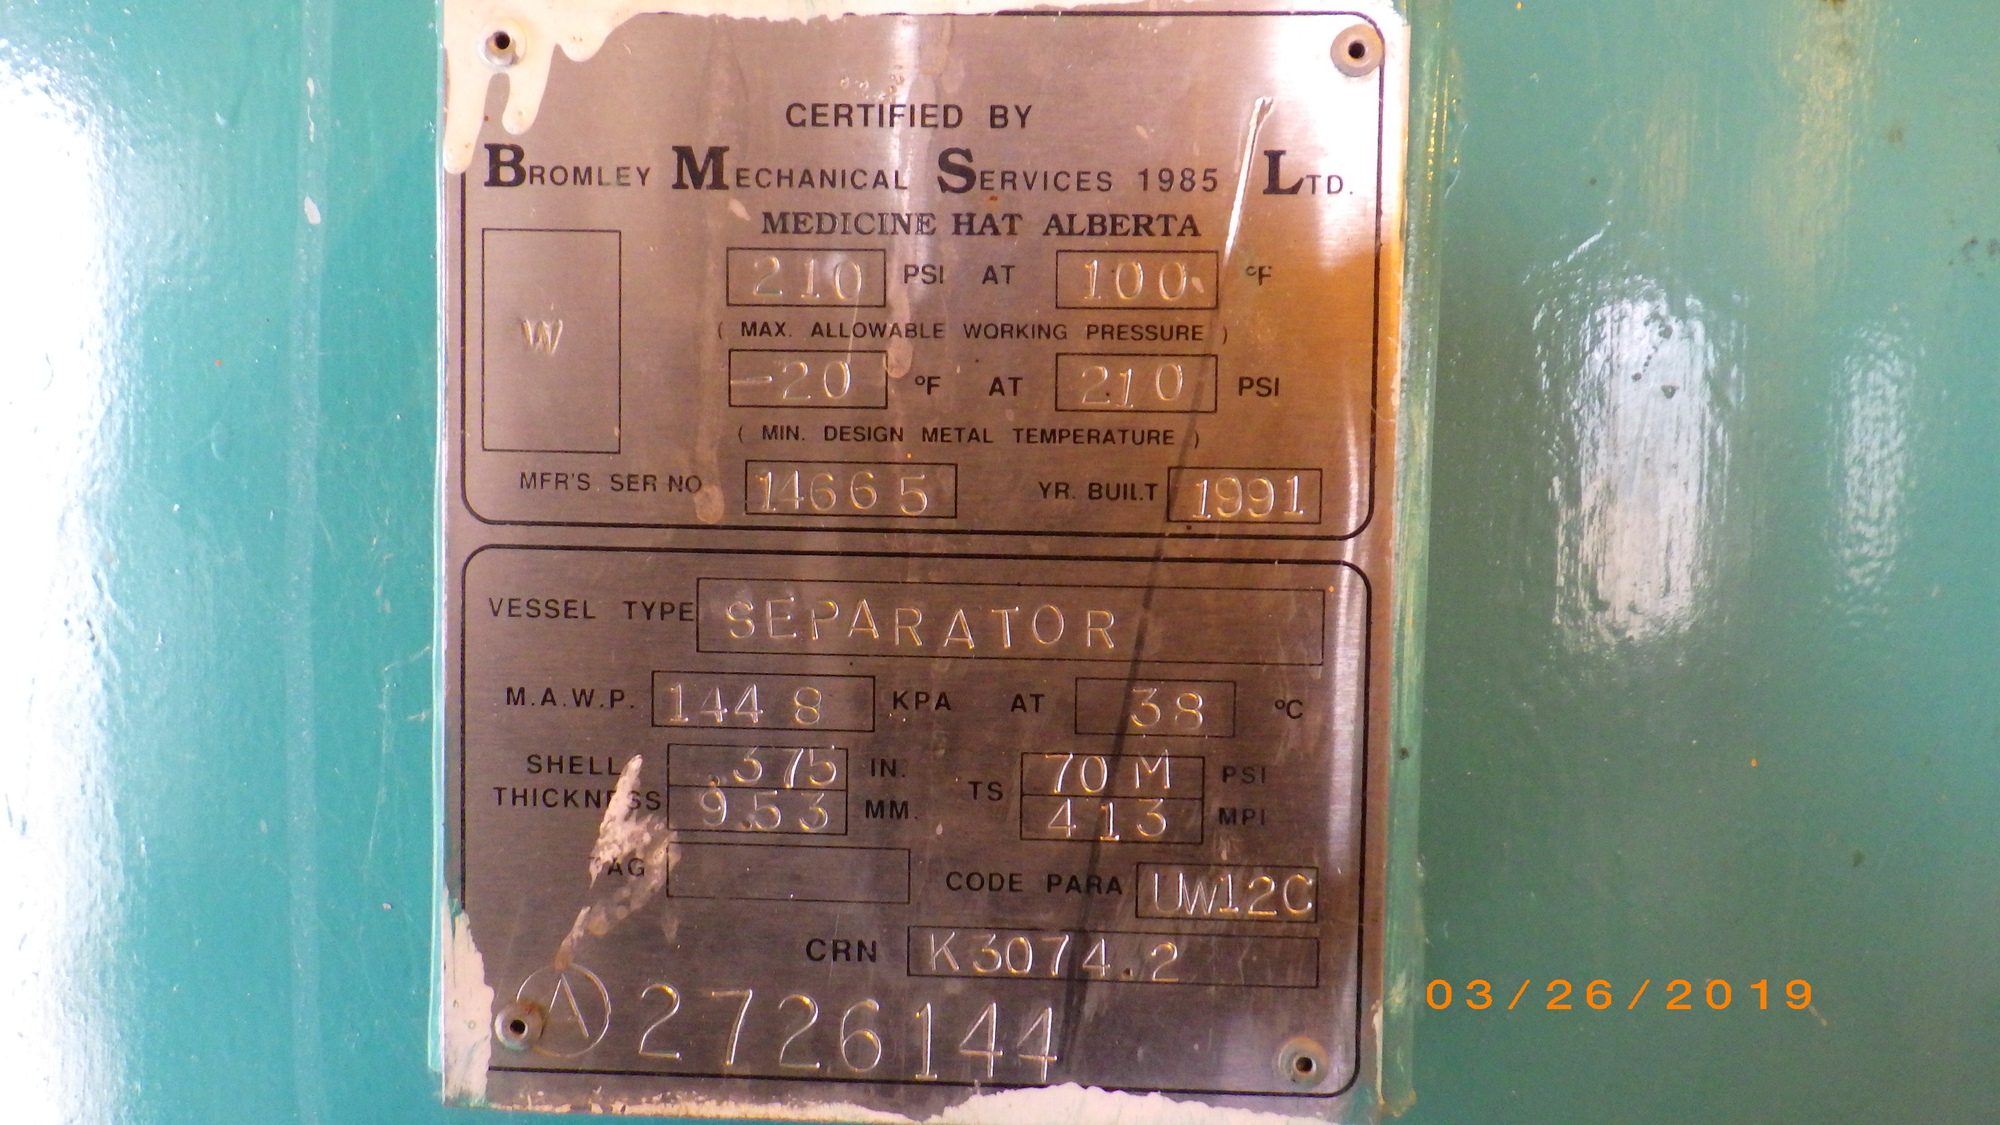 CERTIFIED BY
BROMLEY MECHANICAL SERVICES 1985 LTD.
MEDICINE HAT ALBERTA
210 PSI AT 100 °F
( MAX. ALLOWABLE WORKING PRESSURE )
W
-20 °F AT 210 PSI
( MIN. DESIGN METAL TEMPERATURE )
MFR'S SER NO 14665 YR. BUILT 1991
VESSEL TYPE SEPARATOR
M.A.W.P. 1448 KPA AT 38 °C
SHELL THICKNESS .375 IN. TS 70 M PSI
9.53 MM. 413 MPI
TAG
CODE PARA UW12C
CRN K3074.2
A 2726144
03/26/2019